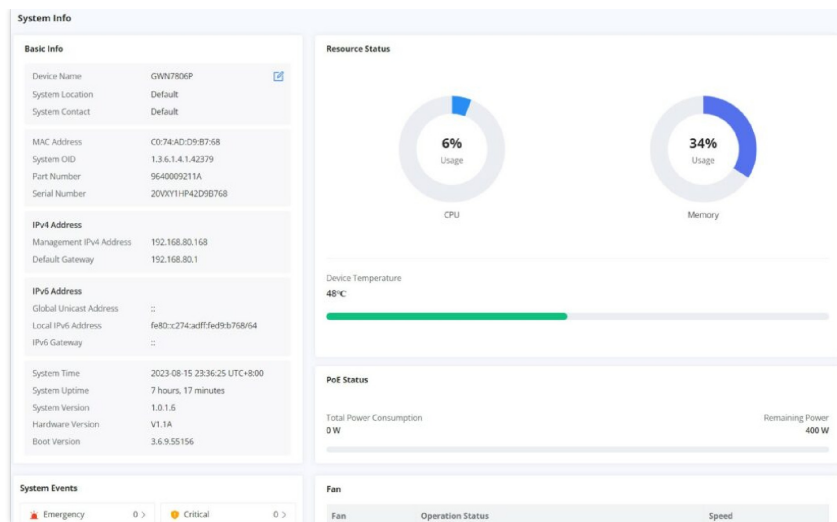 System Info
Basic Info
Device Name GWN7806P
System Location Default
System Contact Default
MAC Address C0:74:AD:D9:B7:68
System OID 1.3.6.1.4.1.42379
Part Number 9640009211A
Serial Number 20VXY1HP42D9B768
IPv4 Address
Management IPv4 Address 192.168.80.168
Default Gateway 192.168.80.1
IPv6 Address
Global Unicast Address ::
Local IPv6 Address fe80::c274:adff:fed9:b768/64
IPv6 Gateway ::
System Time 2023-08-15 23:36:25 UTC+8:00
System Uptime 7 hours, 17 minutes
System Version 1.0.1.6
Hardware Version V1.1A
Boot Version 3.6.9.55156
System Events
Emergency 0 >
Critical 0 >
Resource Status
6%
Usage
CPU
34%
Usage
Memory
Device Temperature
48°C
PoE Status
Total Power Consumption Remaining Power
0 W 400 W
Fan
Fan Operation Status Speed